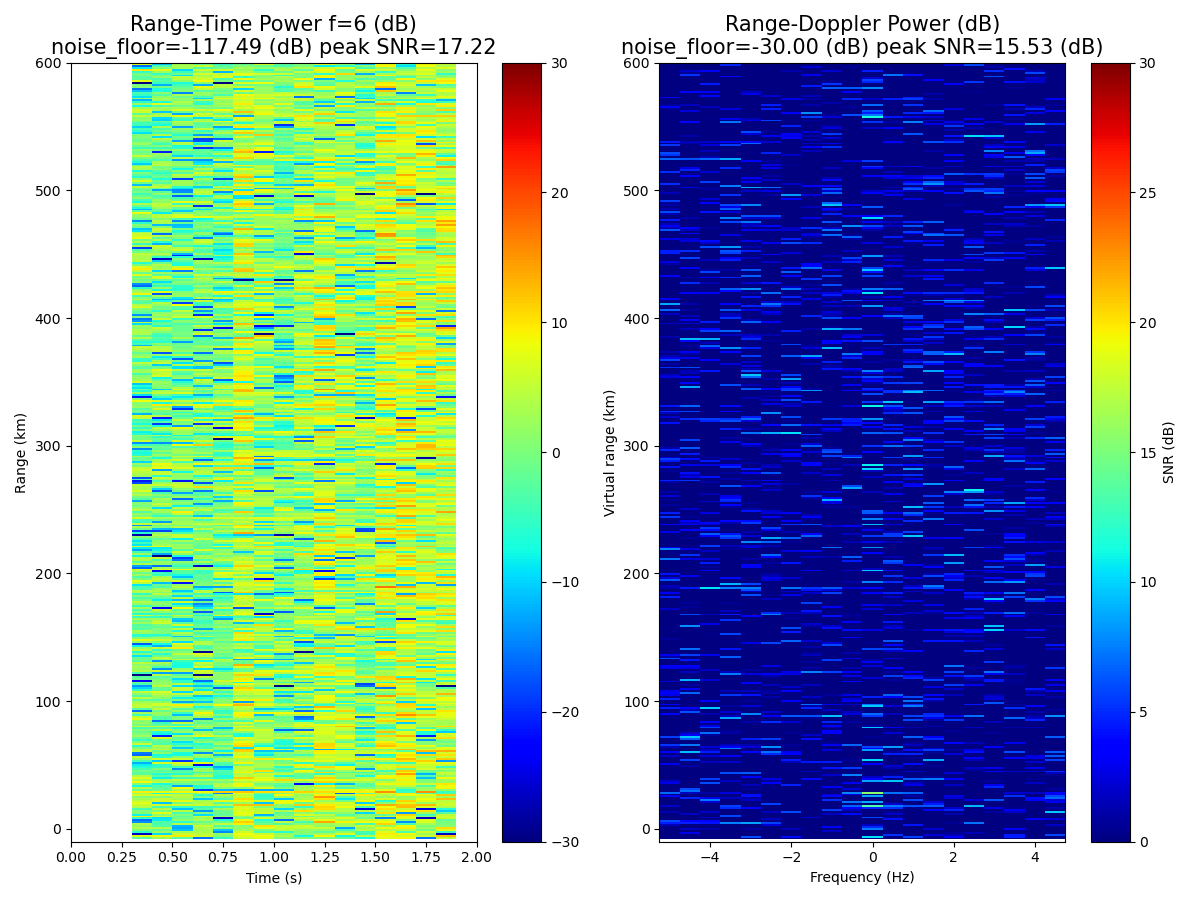 Range-Time Power f=6 (dB)
noise_floor=-117.49 (dB) peak SNR=17.22
600
500
400
300
200
100
0
Range (km)
0.00 0.25 0.50 0.75 1.00 1.25 1.50 1.75 2.00
Time (s)
30
20
10
0
−10
−20
−30
Range-Doppler Power (dB)
noise_floor=-30.00 (dB) peak SNR=15.53 (dB)
600
500
400
300
200
100
0
Virtual range (km)
−4 −2 0 2 4
Frequency (Hz)
30
25
20
15
10
5
0
SNR (dB)